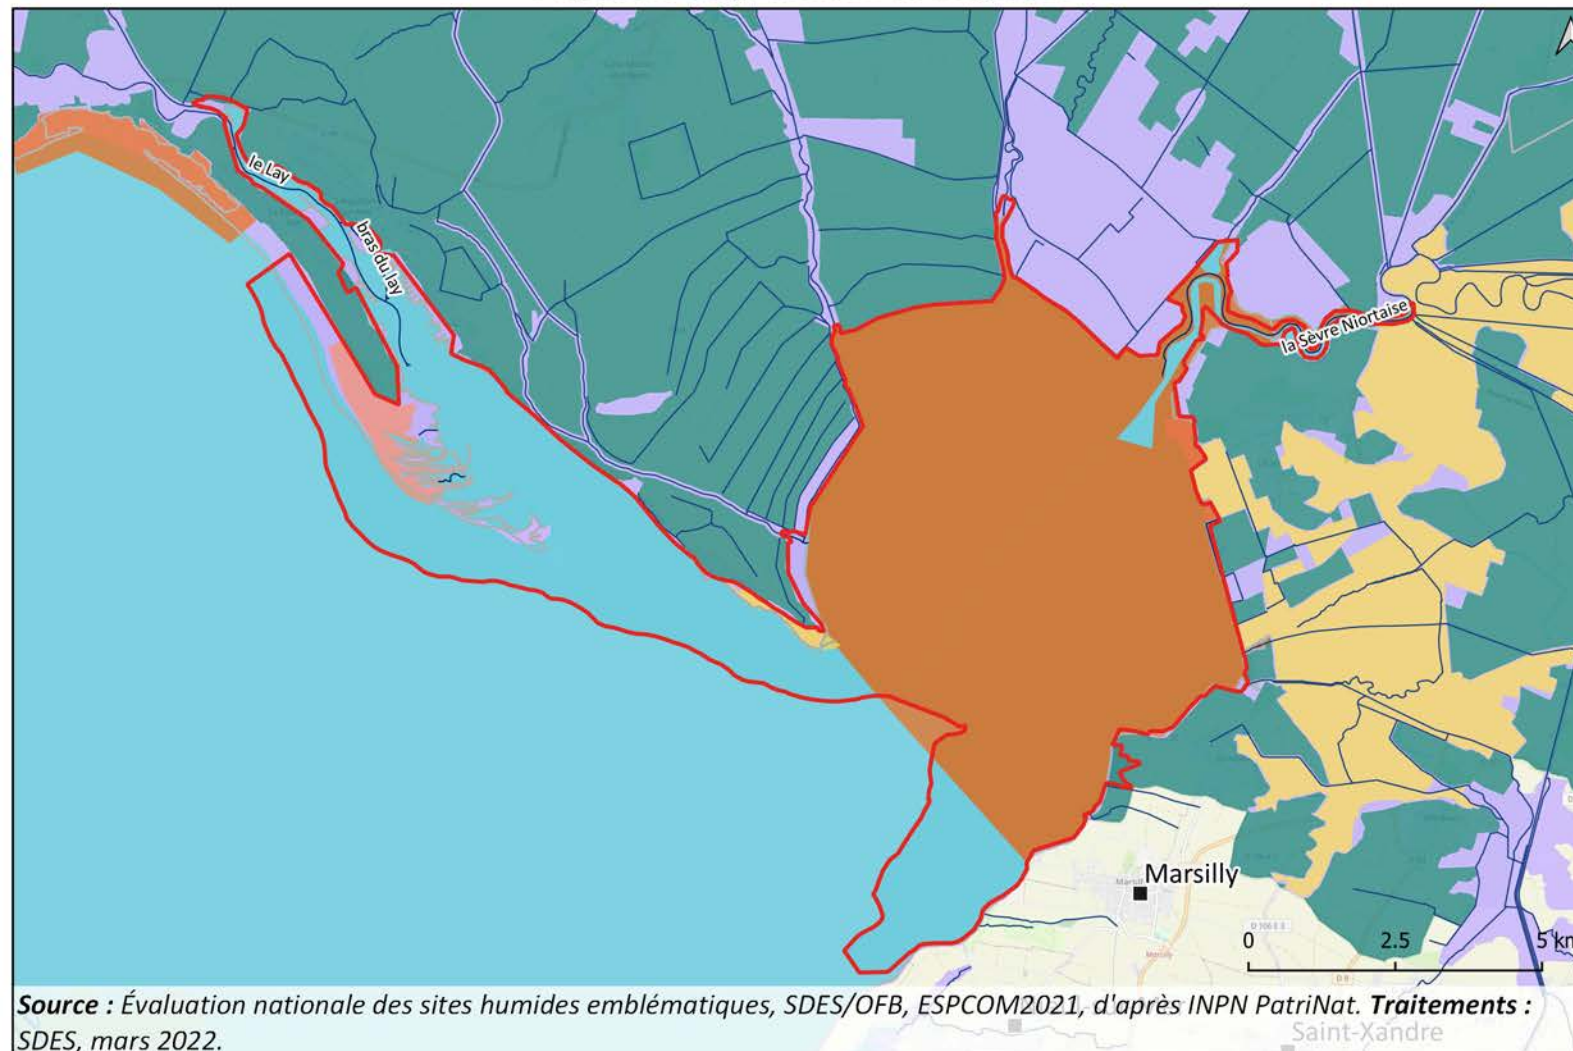 le Lay
bras du lay
la Sèvre Niortaise
Marsilly
Marsilly
0 2.5 5 km
Source : Évaluation nationale des sites humides emblématiques, SDES/OFB, ESPCOM2021, d'après INPN PatriNat. Traitements :
SDES, mars 2022.
Saint-Xandre